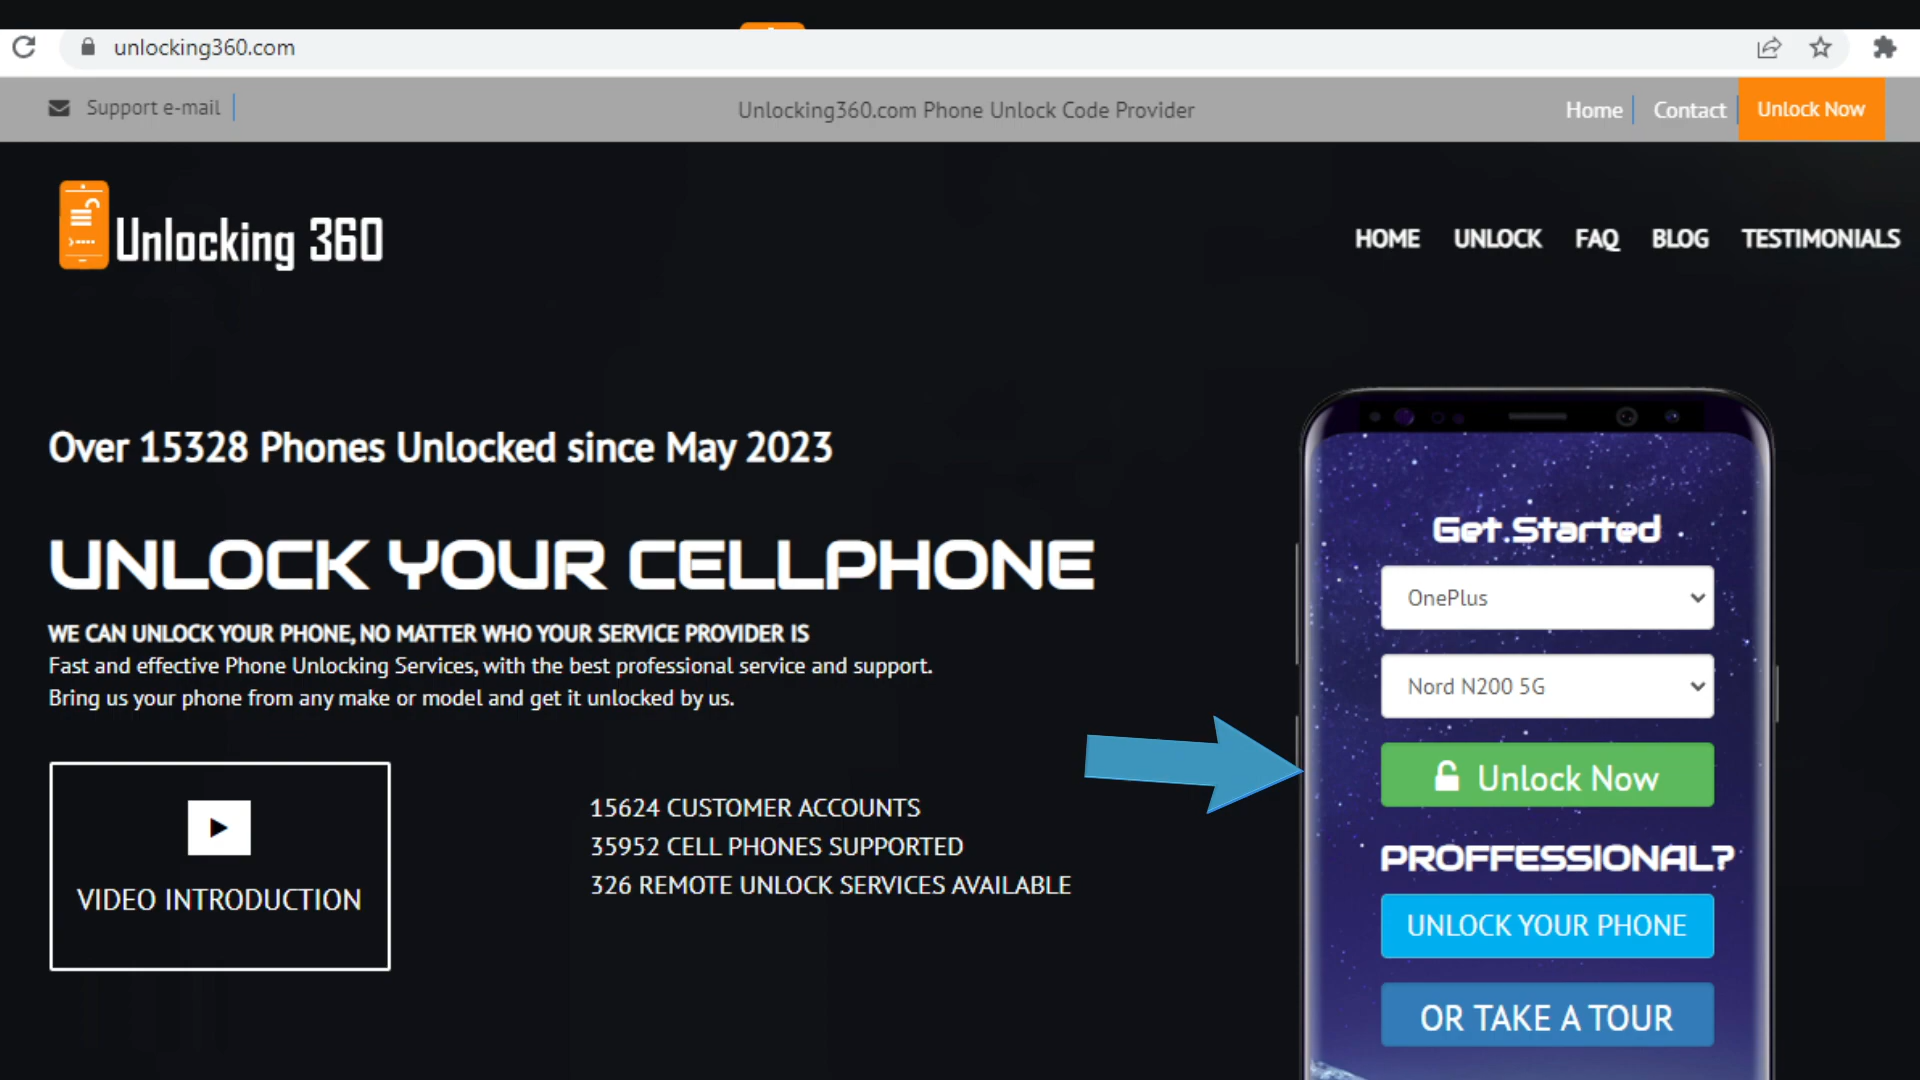 unlocking360.com
Support e-mail
Unlocking360.com Phone Unlock Code Provider
Home
Contact
Unlock Now
Unlocking 360
HOME
UNLOCK
FAQ
BLOG
TESTIMONIALS
Over 15328 Phones Unlocked since May 2023
UNLOCK YOUR CELLPHONE
WE CAN UNLOCK YOUR PHONE, NO MATTER WHO YOUR SERVICE PROVIDER IS
Fast and effective Phone Unlocking Services, with the best professional service and support.
Bring us your phone from any make or model and get it unlocked by us.
VIDEO INTRODUCTION
15624 CUSTOMER ACCOUNTS
35952 CELL PHONES SUPPORTED
326 REMOTE UNLOCK SERVICES AVAILABLE
Get Started
OnePlus
Nord N200 5G
Unlock Now
PROFFESSIONAL?
UNLOCK YOUR PHONE
OR TAKE A TOUR